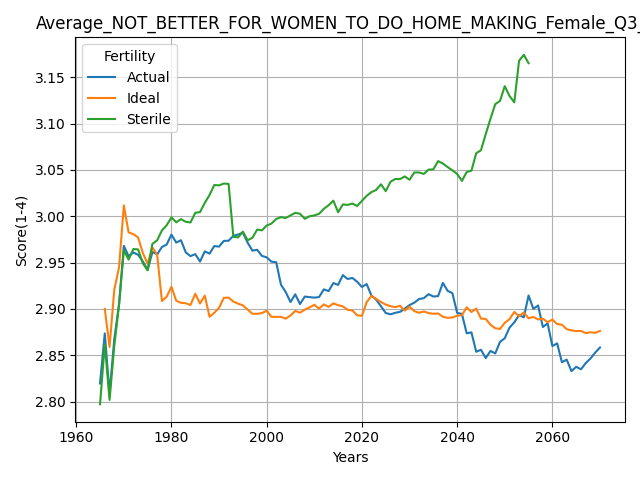 Average_NOT_BETTER_FOR_WOMEN_TO_DO_HOME_MAKING_Female_Q3_
Fertility
Actual
Ideal
Sterile
Score(1-4)
3.15
3.10
3.05
3.00
2.95
2.90
2.85
2.80
1960
1980
2000
2020
2040
2060
Years